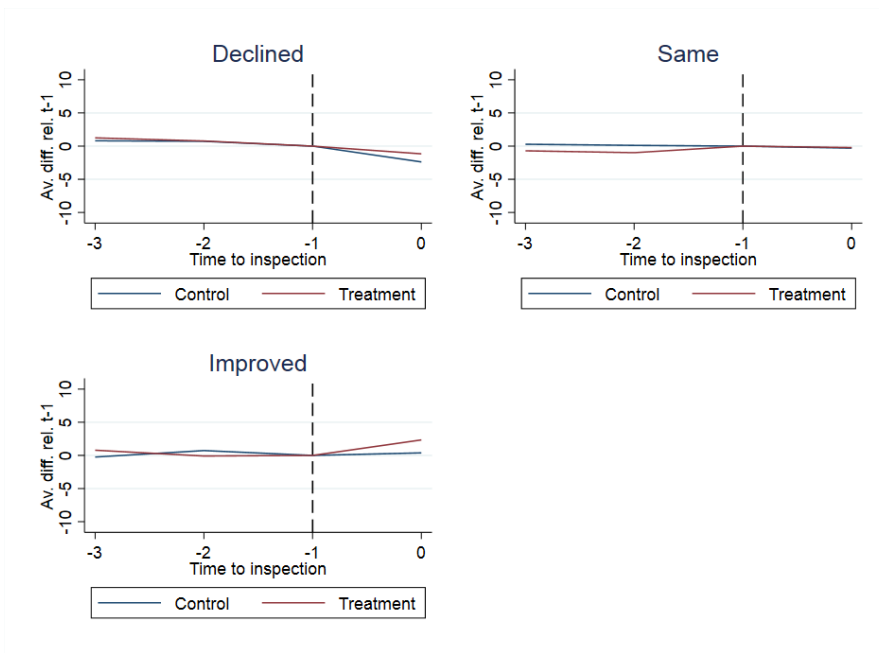 Declined
Av. diff. rel. t-1
10
5
0
-5
-10
-3 -2 -1 0
Time to inspection
Control Treatment
Same
Av. diff. rel. t-1
10
5
0
-5
-10
-3 -2 -1 0
Time to inspection
Control Treatment
Improved
Av. diff. rel. t-1
10
5
0
-5
-10
-3 -2 -1 0
Time to inspection
Control Treatment